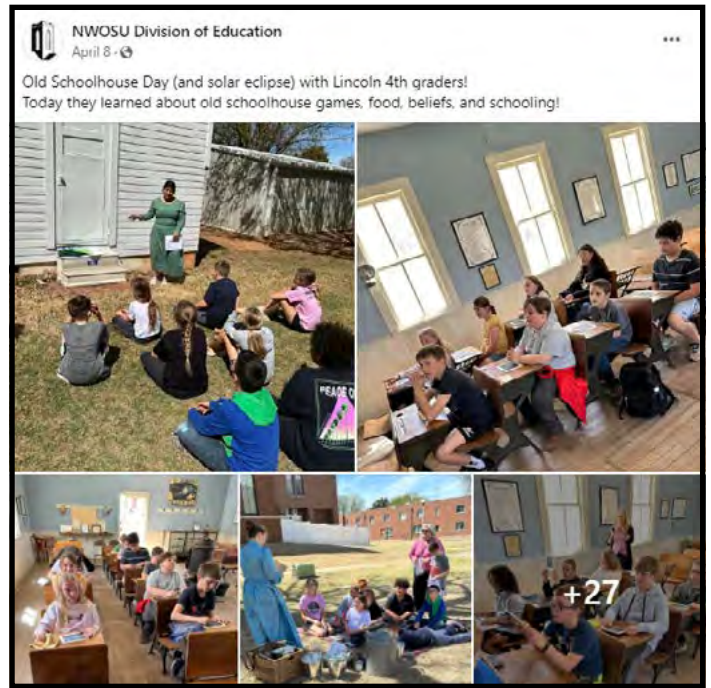 NWOSU Division of Education
April 8 ·
Old Schoolhouse Day (and solar eclipse) with Lincoln 4th graders!
Today they learned about old schoolhouse games, food, beliefs, and schooling!
PEACE
+27